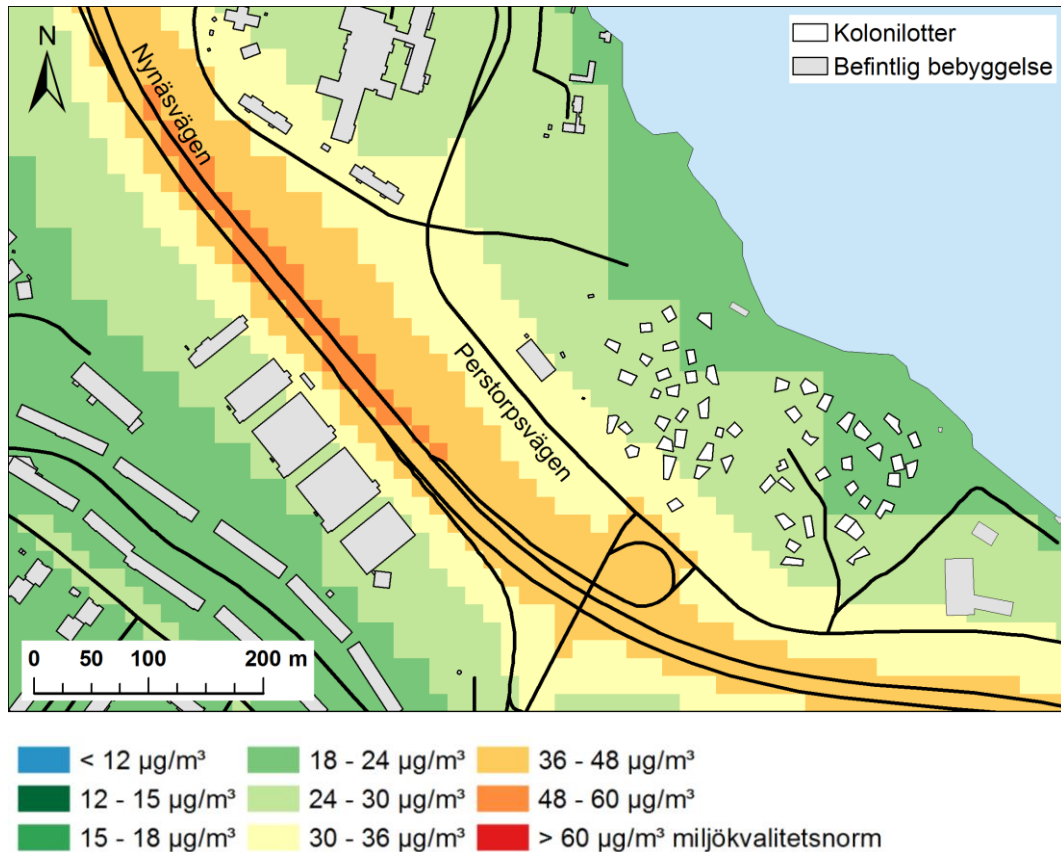 N
Nynäsvägen
Kolonilotter
Befintlig bebyggelse
Perstorpsvägen
0 50 100 200 m
< 12 µg/m³
12 - 15 µg/m³
15 - 18 µg/m³
18 - 24 µg/m³
24 - 30 µg/m³
30 - 36 µg/m³
36 - 48 µg/m³
48 - 60 µg/m³
> 60 µg/m³ miljökvalitetsnorm